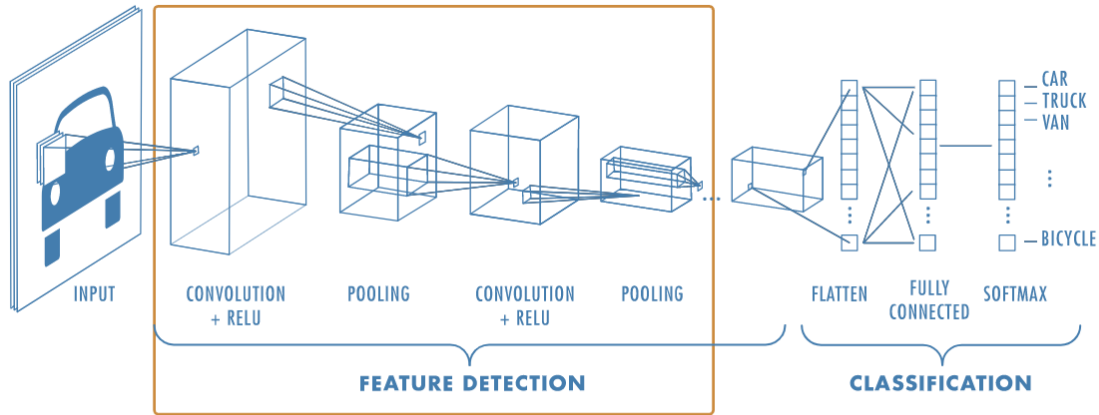 CAR
TRUCK
VAN
...
⋮
⋮
⋮
BICYCLE
INPUT
CONVOLUTION
+ RELU
POOLING
CONVOLUTION
+ RELU
POOLING
FLATTEN
FULLY
CONNECTED
SOFTMAX
FEATURE DETECTION
CLASSIFICATION